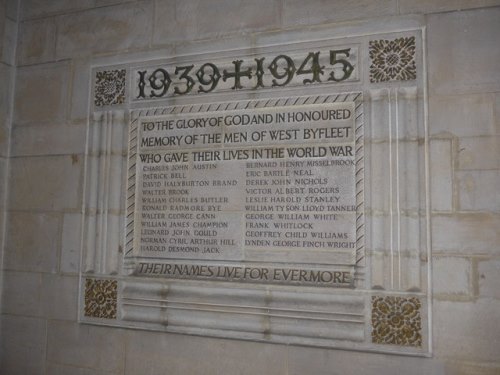 1939+1945
TO THE GLORY OF GOD AND IN HONOURED
MEMORY OF THE MEN OF WEST BYFLEET
WHO GAVE THEIR LIVES IN THE WORLD WAR
CHARLES JOHN AUSTIN
PATRICK BELL
DAVID HALYBURTON BRAND
WALTER BROOK
WILLIAM CHARLES BUTLER
RONALD RADMORE BYE
WALTER GEORGE CANN
WILLIAM JAMES CHAMPION
LEONARD JOHN GOULD
NORMAN CYRIL ARTHUR HILL
HAROLD DESMOND JACK
BERNARD HENRY MISSELBROOK
ERIC BARTLE NEAL
DEREK JOHN NICHOLS
VICTOR ALBERT ROGERS
LESLIE HAROLD STANLEY
WILLIAM TYSON LLOYD TANNER
GEORGE WILLIAM WHITE
FRANK WHITLOCK
GEOFFREY CHILD WILLIAMS
LYNDEN GEORGE FINCH WRIGHT
THEIR NAMES LIVE FOR EVERMORE